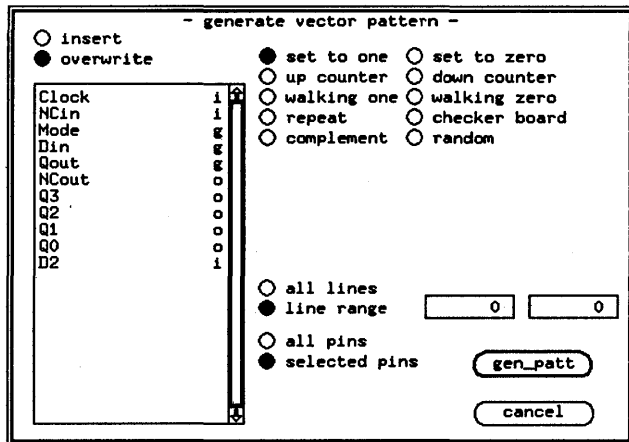 - generate vector pattern -
insert
overwrite
set to one set to zero
up counter down counter
walking one walking zero
repeat checker board
complement random
Clock i
NCin i
Mode g
Din g
Qout g
NCout o
Q3 o
Q2 o
Q1 o
Q0 o
D2 i
all lines
line range 0 0
all pins
selected pins
gen_patt
cancel